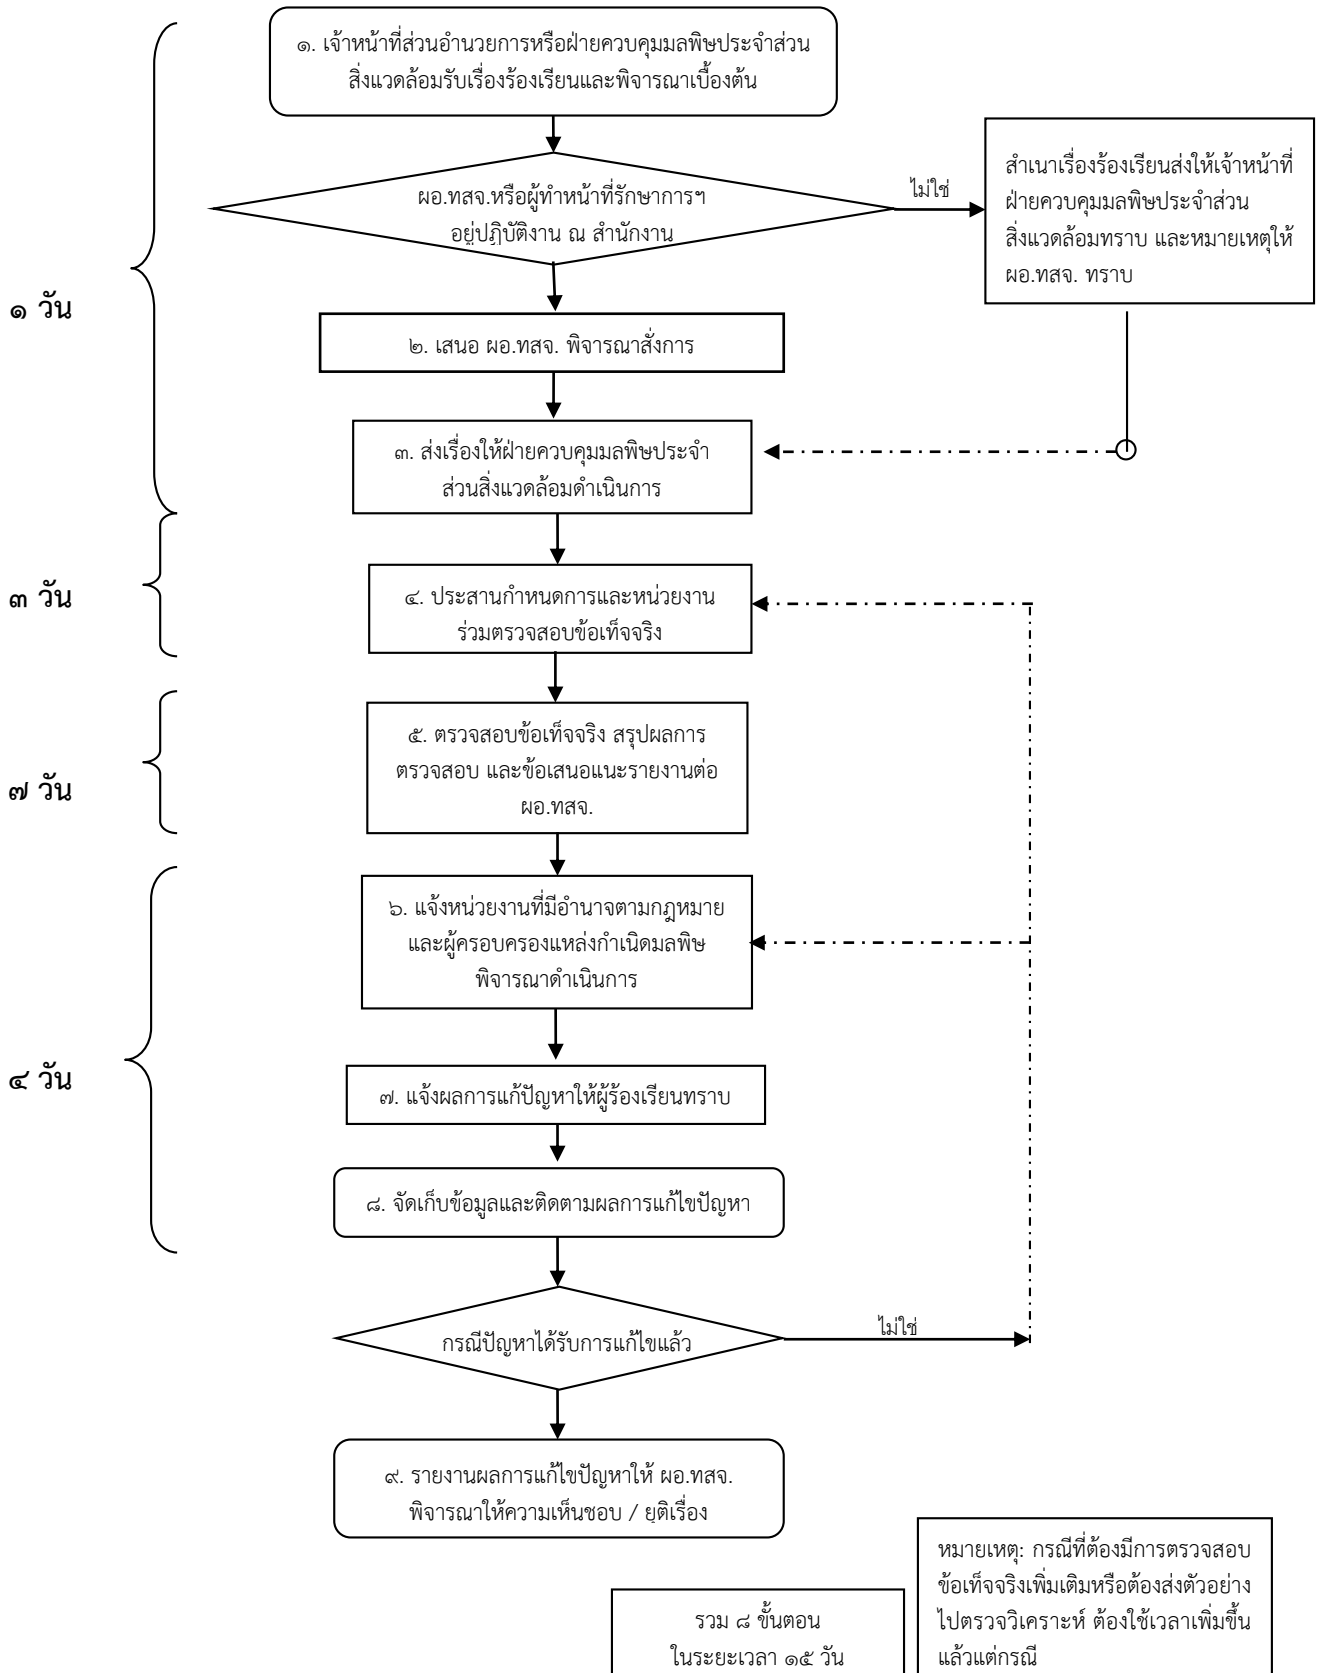 ๑. เจ้าหน้าที่ส่วนอำนวยการหรือฝ่ายควบคุมมลพิษประจำส่วน
สิ่งแวดล้อมรับเรื่องร้องเรียนและพิจารณาเบื้องต้น
ผอ.ทสจ.หรือผู้ทำหน้าที่รักษาการฯ
อยู่ปฏิบัติงาน ณ สำนักงาน
ไม่ใช่
สำเนาเรื่องร้องเรียนส่งให้เจ้าหน้าที่
ฝ่ายควบคุมมลพิษประจำส่วน
สิ่งแวดล้อมทราบ และหมายเหตุให้
ผอ.ทสจ. ทราบ
๑ วัน
๒. เสนอ ผอ.ทสจ. พิจารณาสั่งการ
๓. ส่งเรื่องให้ฝ่ายควบคุมมลพิษประจำ
ส่วนสิ่งแวดล้อมดำเนินการ
๓ วัน
๔. ประสานกำหนดการและหน่วยงาน
ร่วมตรวจสอบข้อเท็จจริง
๗ วัน
๕. ตรวจสอบข้อเท็จจริง สรุปผลการ
ตรวจสอบ และข้อเสนอแนะรายงานต่อ
ผอ.ทสจ.
๖. แจ้งหน่วยงานที่มีอำนาจตามกฎหมาย
และผู้ครอบครองแหล่งกำเนิดมลพิษ
พิจารณาดำเนินการ
๔ วัน
๗. แจ้งผลการแก้ปัญหาให้ผู้ร้องเรียนทราบ
๘. จัดเก็บข้อมูลและติดตามผลการแก้ไขปัญหา
กรณีปัญหาได้รับการแก้ไขแล้ว
ไม่ใช่
๙. รายงานผลการแก้ไขปัญหาให้ ผอ.ทสจ.
พิจารณาให้ความเห็นชอบ / ยุติเรื่อง
รวม ๘ ขั้นตอน
ในระยะเวลา ๑๕ วัน
หมายเหตุ: กรณีที่ต้องมีการตรวจสอบ
ข้อเท็จจริงเพิ่มเติมหรือต้องส่งตัวอย่าง
ไปตรวจวิเคราะห์ ต้องใช้เวลาเพิ่มขึ้น
แล้วแต่กรณี